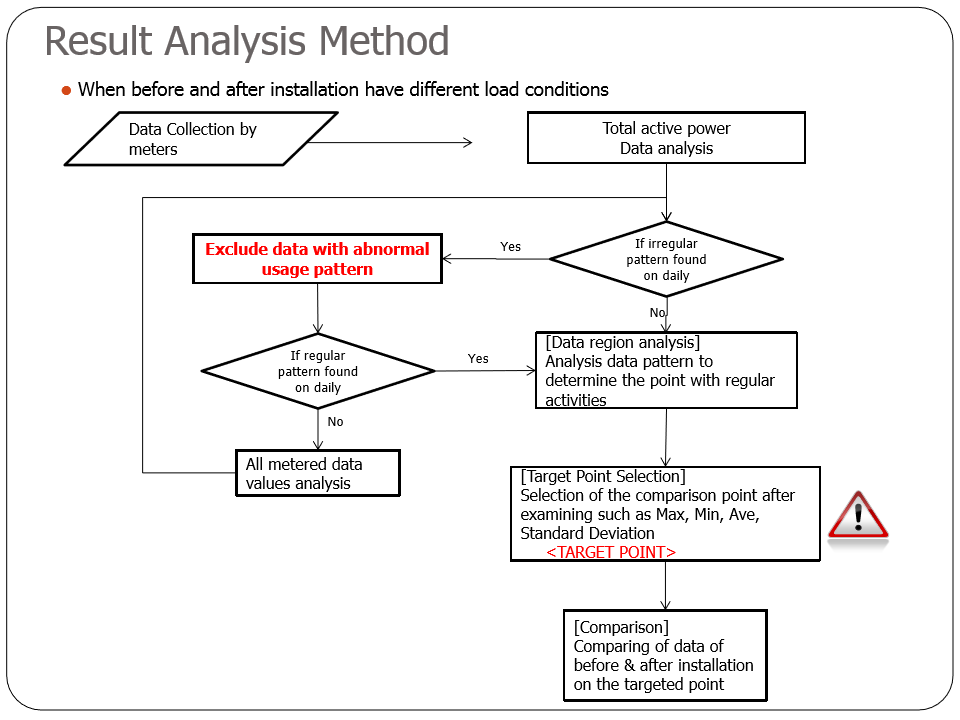 Result Analysis Method
When before and after installation have different load conditions
Data Collection by
meters
Total active power
Data analysis
If irregular
pattern found
on daily
Yes
Exclude data with abnormal
usage pattern
No
[Data region analysis]
Analysis data pattern to
determine the point with regular
activities
If regular
pattern found
on daily
Yes
No
All metered data
values analysis
[Target Point Selection]
Selection of the comparison point after
examining such as Max, Min, Ave,
Standard Deviation
<TARGET POINT>
[Comparison]
Comparing of data of
before & after installation
on the targeted point